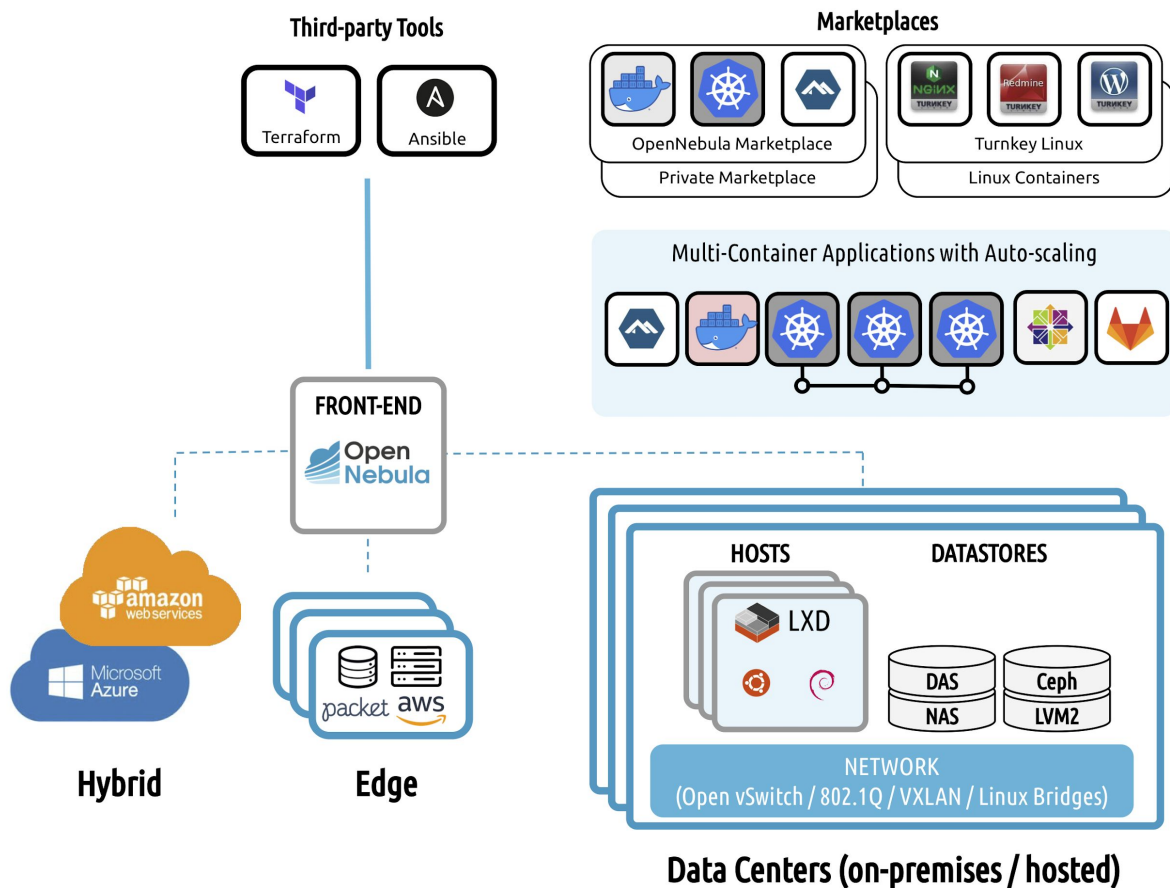 Third-party Tools
Terraform
Ansible
Marketplaces
NGiNX
TURNKEY
Redmine
TURNKEY
TURNKEY
OpenNebula Marketplace
Turnkey Linux
Private Marketplace
Linux Containers
Multi-Container Applications with Auto-scaling
FRONT-END
Open
Nebula
amazon
webservices
Microsoft
Azure
Hybrid
packet
aws
Edge
HOSTS
DATASTORES
LXD
DAS
Ceph
NAS
LVM2
NETWORK
(Open vSwitch / 802.1Q / VXLAN / Linux Bridges)
Data Centers (on-premises / hosted)